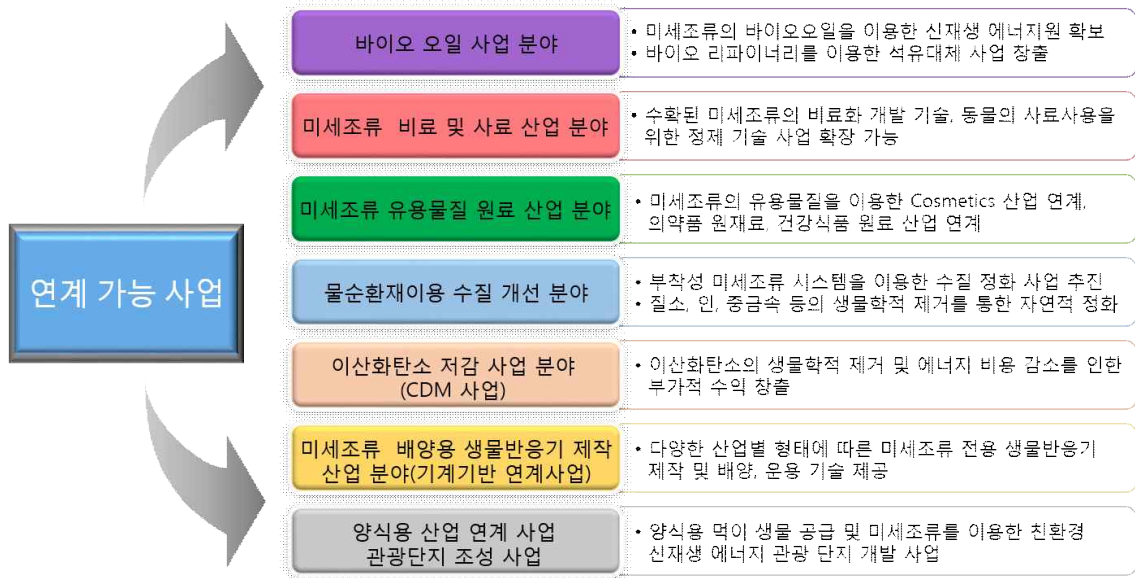 연계 가능 사업
바이오 오일 사업 분야
• 미세조류의 바이오오일을 이용한 신재생 에너지원 확보
• 바이오 리파이너리를 이용한 석유대체 사업 창출
미세조류 비료 및 사료 산업 분야
• 수확된 미세조류의 비료화 개발 기술, 동물의 사료사용을
위한 정제 기술 사업 확장 가능
미세조류 유용물질 원료 산업 분야
• 미세조류의 유용물질을 이용한 Cosmetics 산업 연계,
의약품 원재료, 건강식품 원료 산업 연계
물순환재이용 수질 개선 분야
• 부착성 미세조류 시스템을 이용한 수질 정화 사업 추진
• 질소, 인, 중금속 등의 생물학적 제거를 통한 자연적 정화
이산화탄소 저감 사업 분야
(CDM 사업)
• 이산화탄소의 생물학적 제거 및 에너지 비용 감소를 인한
부가적 수익 창출
미세조류 배양용 생물반응기 제작
산업 분야(기계기반 연계사업)
• 다양한 산업별 형태에 따른 미세조류 전용 생물반응기
제작 및 배양, 운용 기술 제공
양식용 산업 연계 사업
관광단지 조성 사업
• 양식용 먹이 생물 공급 및 미세조류를 이용한 친환경
신재생 에너지 관광 단지 개발 사업